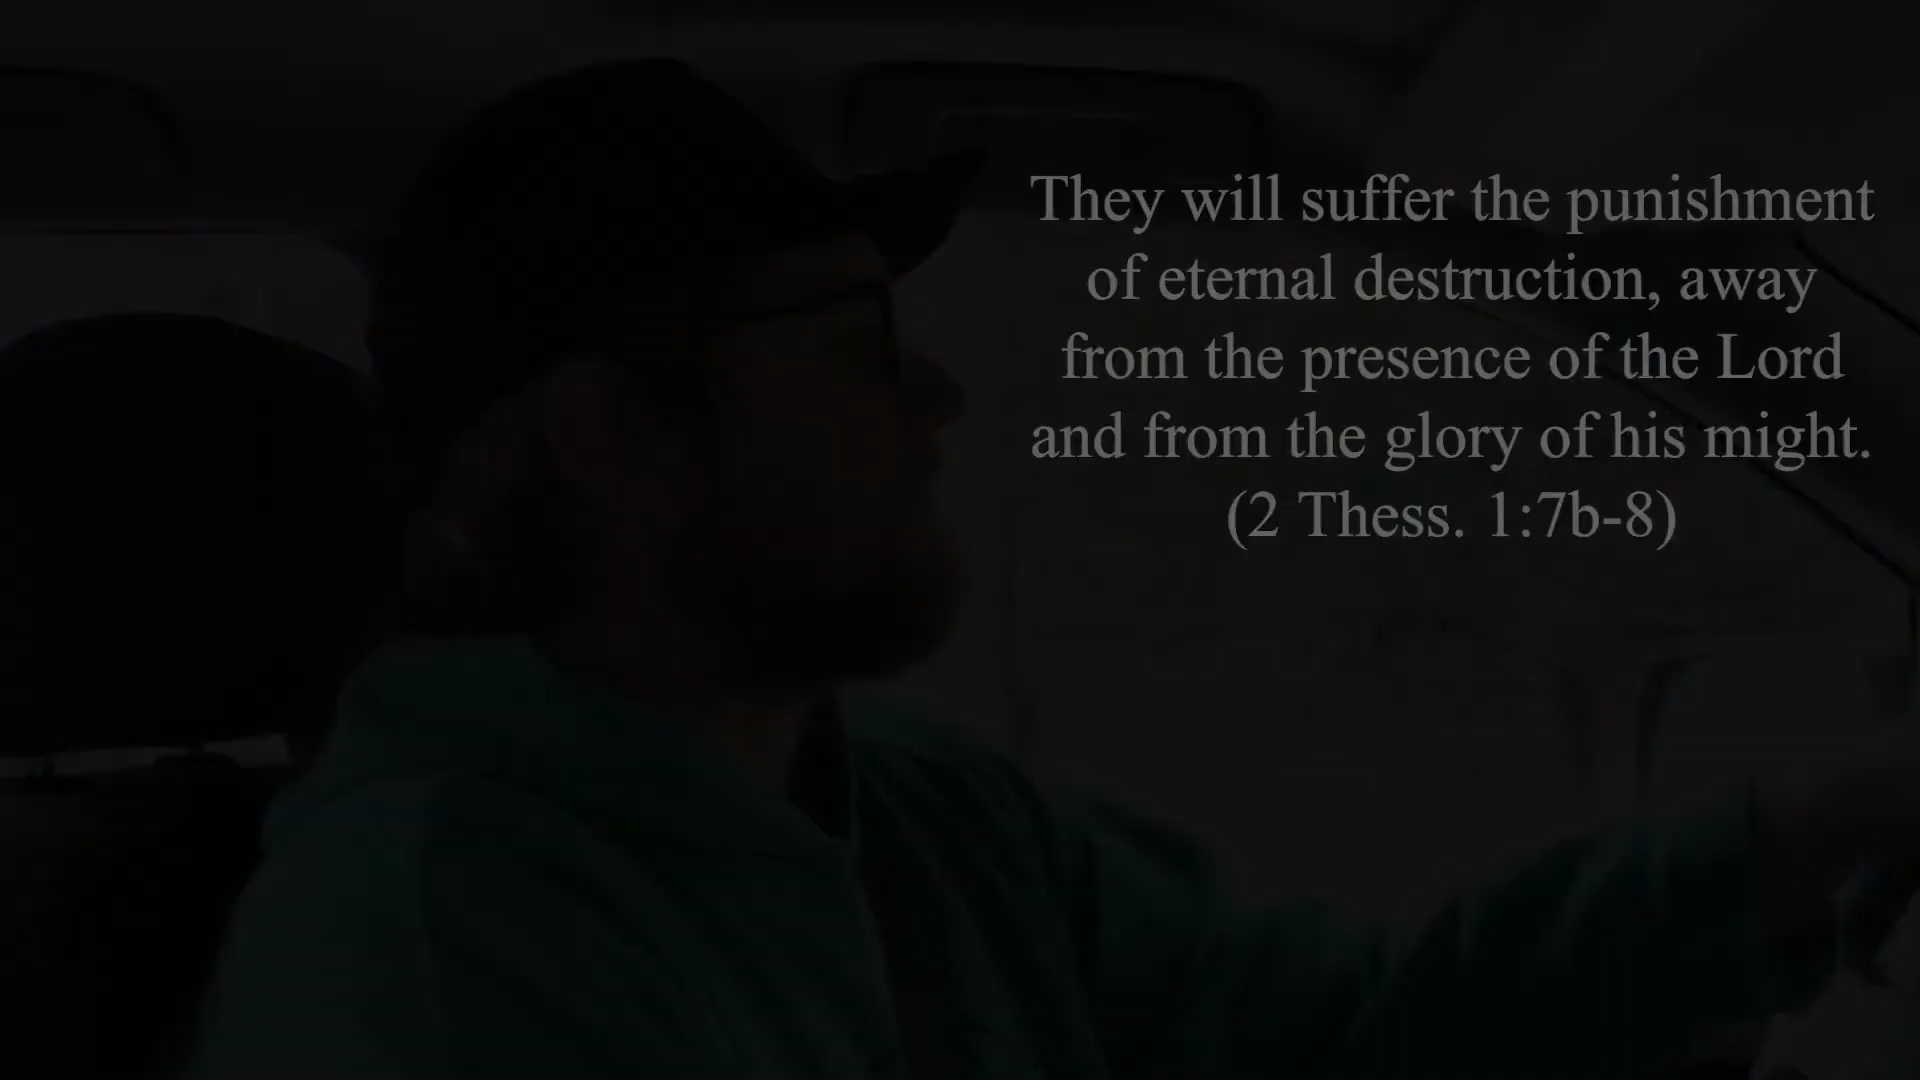 They will suffer the punishment
of eternal destruction, away
from the presence of the Lord
and from the glory of his might.
(2 Thess. 1:7b-8)